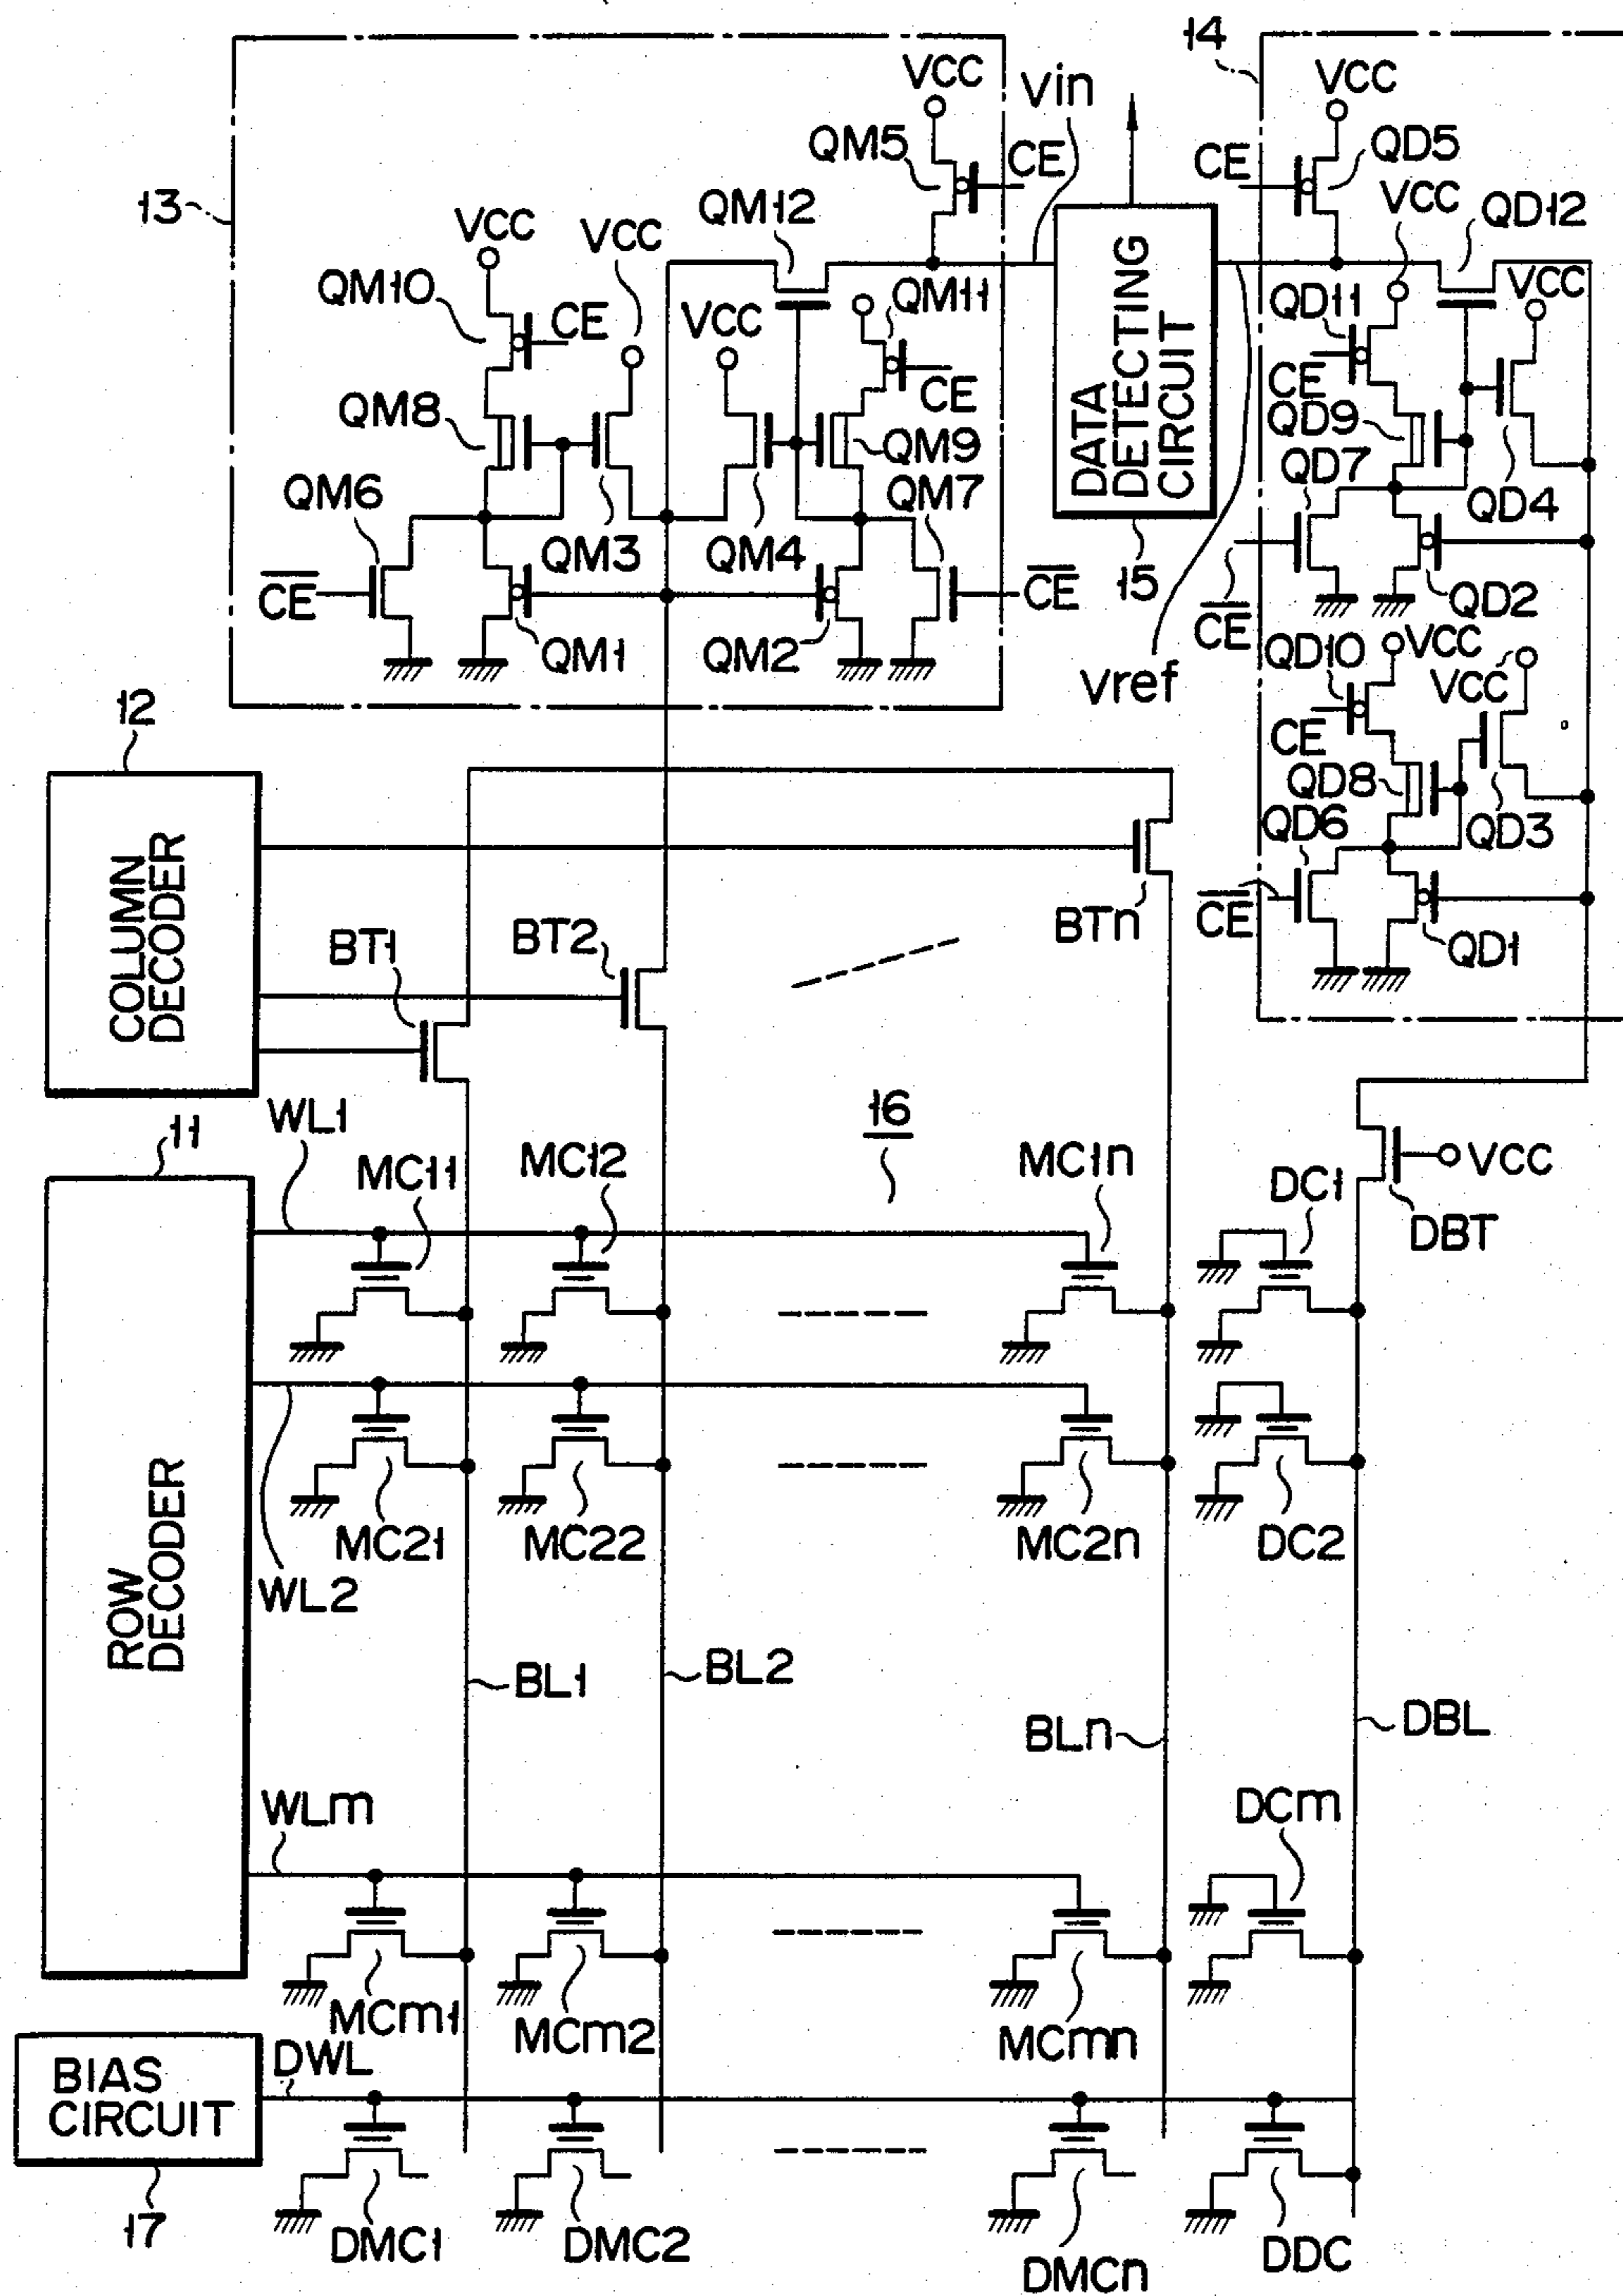 14
VCC
Vin
VCC
QM5
CE
CE
QD5
VCC
13
QM12
QD12
VCC
VCC
QM10
CE
VCC
QM11
QD11
VCC
CE
CE
QM8
QM9
QD9
QM6
QM7
QD7
QM3
QM4
QD4
DATA
DETECTING
CIRCUIT
15
CE
CE
CE
QM1
QM2
QD2
Vref
QD10
VCC
VCC
CE
QD8
QD6
QD3
CE
QD1
12
COLUMN
DECODER
BT1
BT2
BTn
11
WL1
MC11
MC12
16
MC1n
DC1
VCC
DBT
ROW
DECODER
MC21
MC22
MC2n
DC2
WL2
BL1
BL2
BLn
DBL
WLm
DCm
MCm1
MCm2
MCmn
BIAS
CIRCUIT
DWL
17
DMC1
DMC2
DMCn
DDC